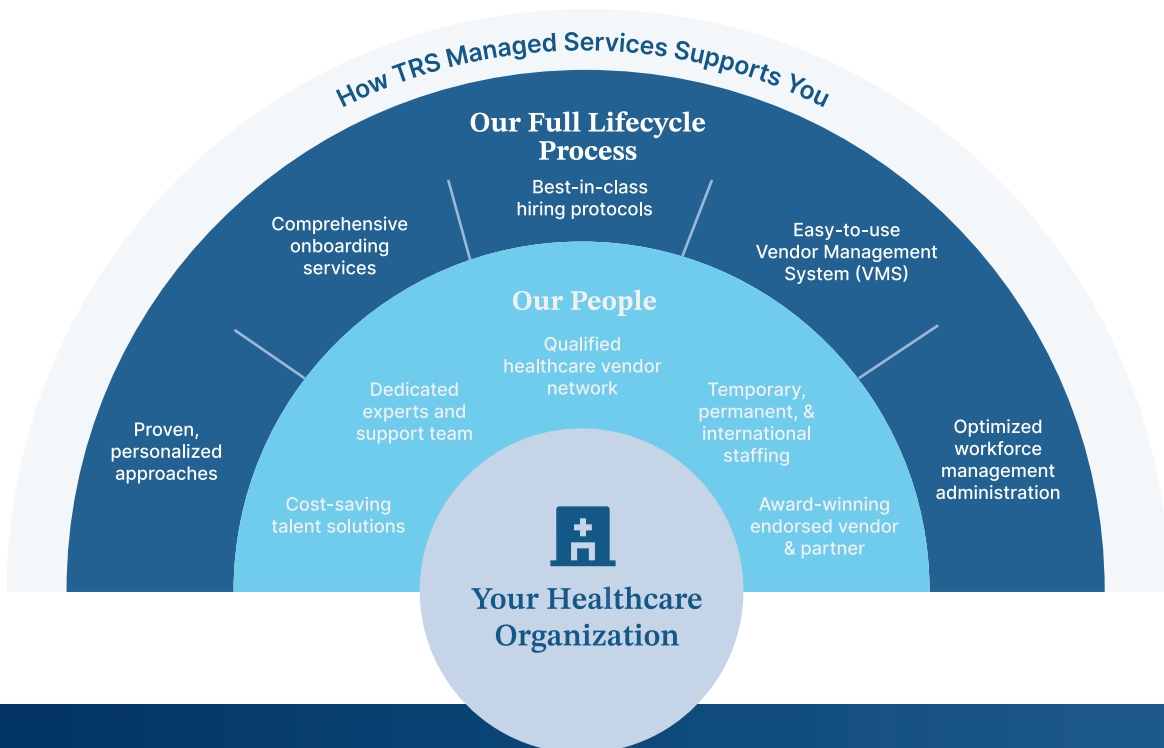 How TRS Managed Services Supports You
Our Full Lifecycle
Process
Best-in-class
hiring protocols
Comprehensive
onboarding
services
Easy-to-use
Vendor Management
System (VMS)
Proven,
personalized
approaches
Optimized
workforce
management
administration
Our People
Qualified
healthcare vendor
network
Dedicated
experts and
support team
Temporary,
permanent, &
international
staffing
Cost-saving
talent solutions
Award-winning
endorsed vendor
& partner
Your Healthcare
Organization